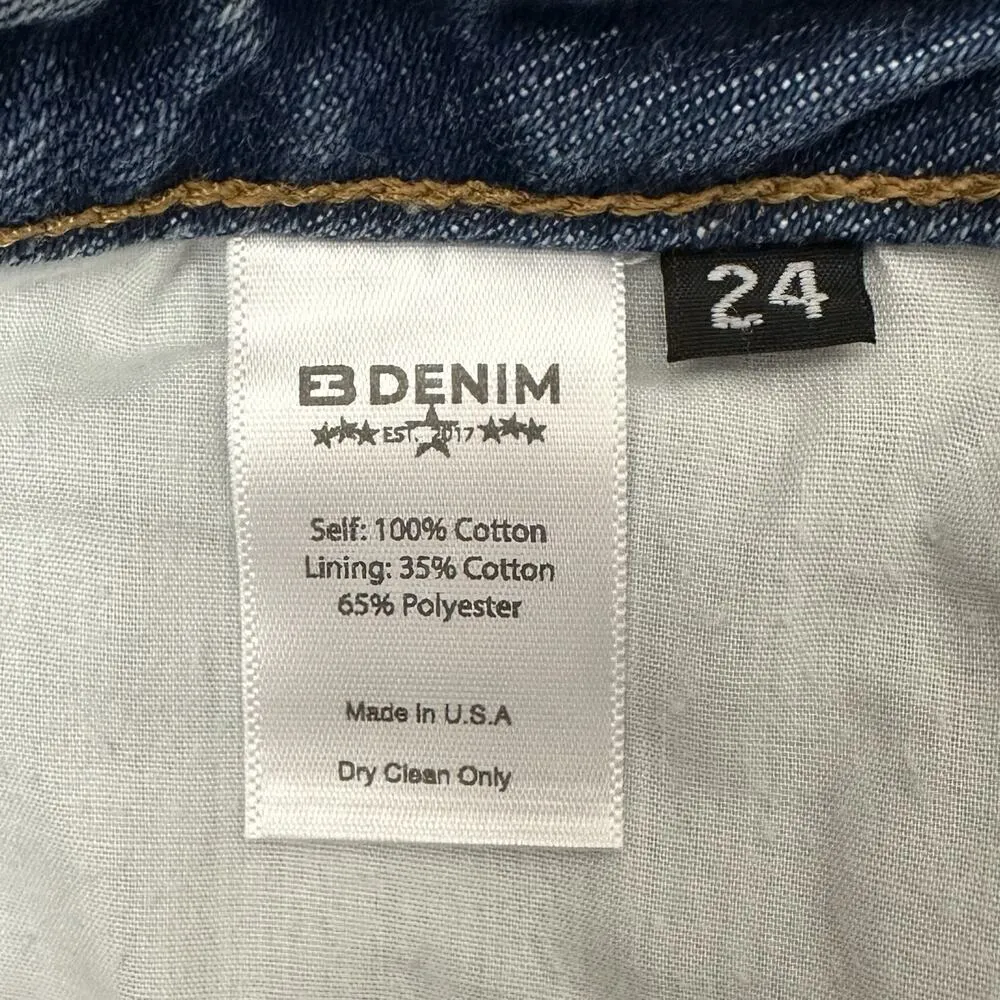 EB DENIM
EST. 2017
24
Self: 100% Cotton
Lining: 35% Cotton
65% Polyester
Made in U.S.A
Dry Clean Only